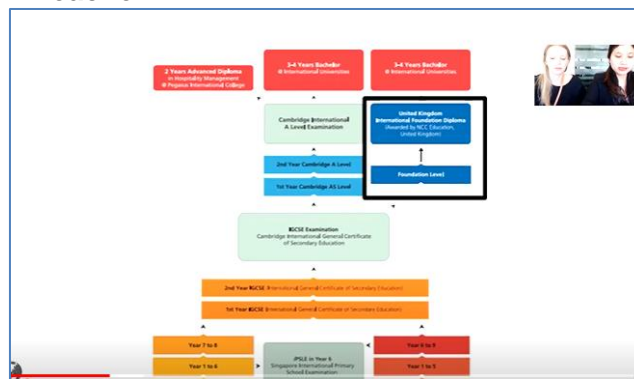 2 Years Advanced Diploma
in Hospitality Management
@ Pegasus International College
3-4 Years Bachelor
@ International Universities
3-4 Years Bachelor
@ International Universities
Cambridge International
A Level Examination
United Kingdom
International Foundation Diploma
(Awarded by NCC Education,
United Kingdom)
2nd Year Cambridge A Level
1st Year Cambridge AS Level
Foundation Level
IGCSE Examination
Cambridge International General Certificate
of Secondary Education
2nd Year IGCSE (International General Certificate of Secondary Education)
1st Year IGCSE (International General Certificate of Secondary Education)
Year 7 to 8
Year 1 to 6
iPSLE in Year 6
Singapore International Primary
School Examination
Year 6 to 9
Year 1 to 5